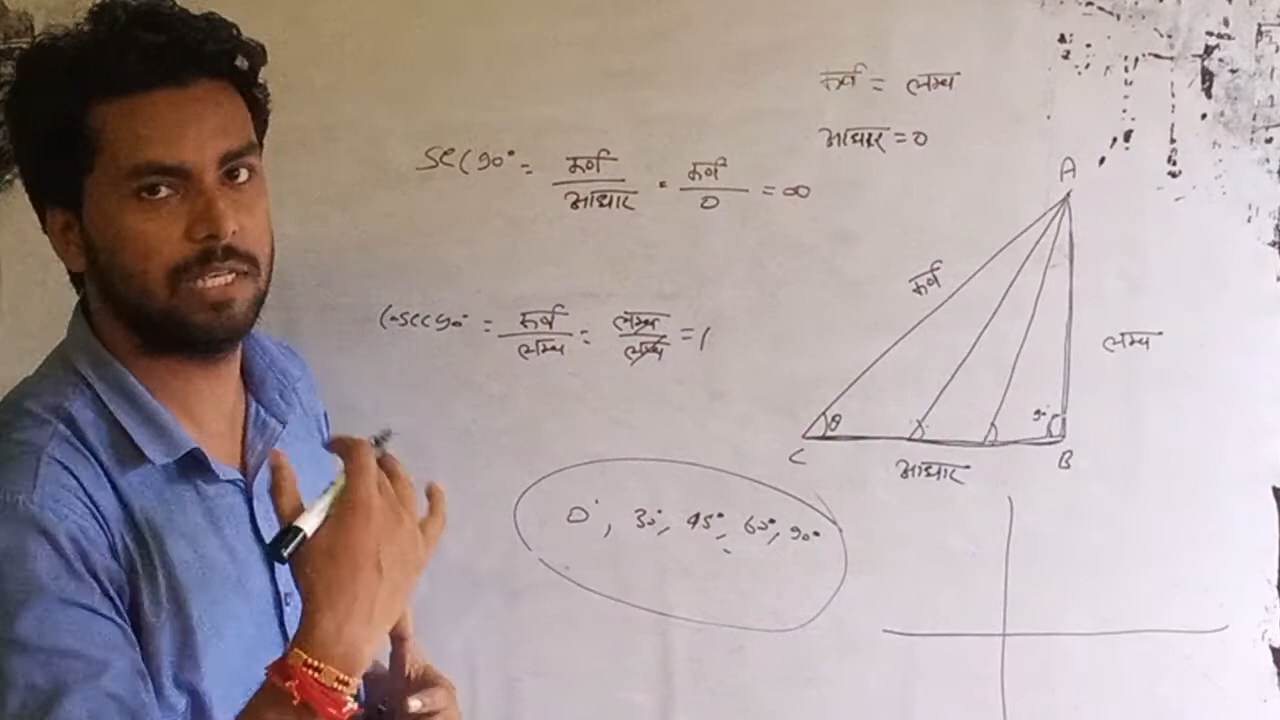 कर्ण = लम्ब
आधार = 0
sec 90° = कर्ण/आधार = कर्ण/0 = ∞
Cosec 90° = कर्ण/लम्ब = लम्ब/लम्ब = 1
A
कर्ण
लम्ब
θ
90°
C
B
आधार
0°, 30°, 45°, 60°, 90°